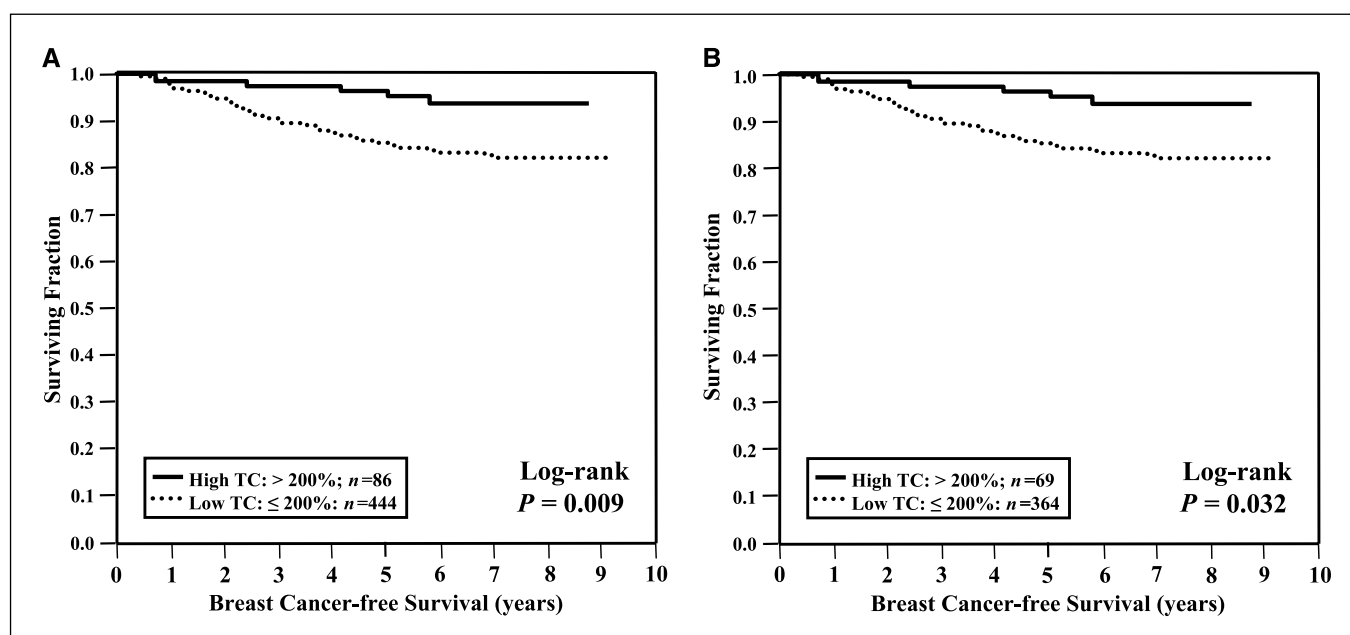 A
1.0
0.9
0.8
0.7
0.6
0.5
0.4
0.3
0.2
0.1
0.0
Surviving Fraction
High TC: > 200%; n=86
Low TC: ≤ 200%: n=444
Log-rank
P = 0.009
0 1 2 3 4 5 6 7 8 9 10
Breast Cancer-free Survival (years)
B
1.0
0.9
0.8
0.7
0.6
0.5
0.4
0.3
0.2
0.1
0.0
Surviving Fraction
High TC: > 200%; n=69
Low TC: ≤ 200%: n=364
Log-rank
P = 0.032
0 1 2 3 4 5 6 7 8 9 10
Breast Cancer-free Survival (years)